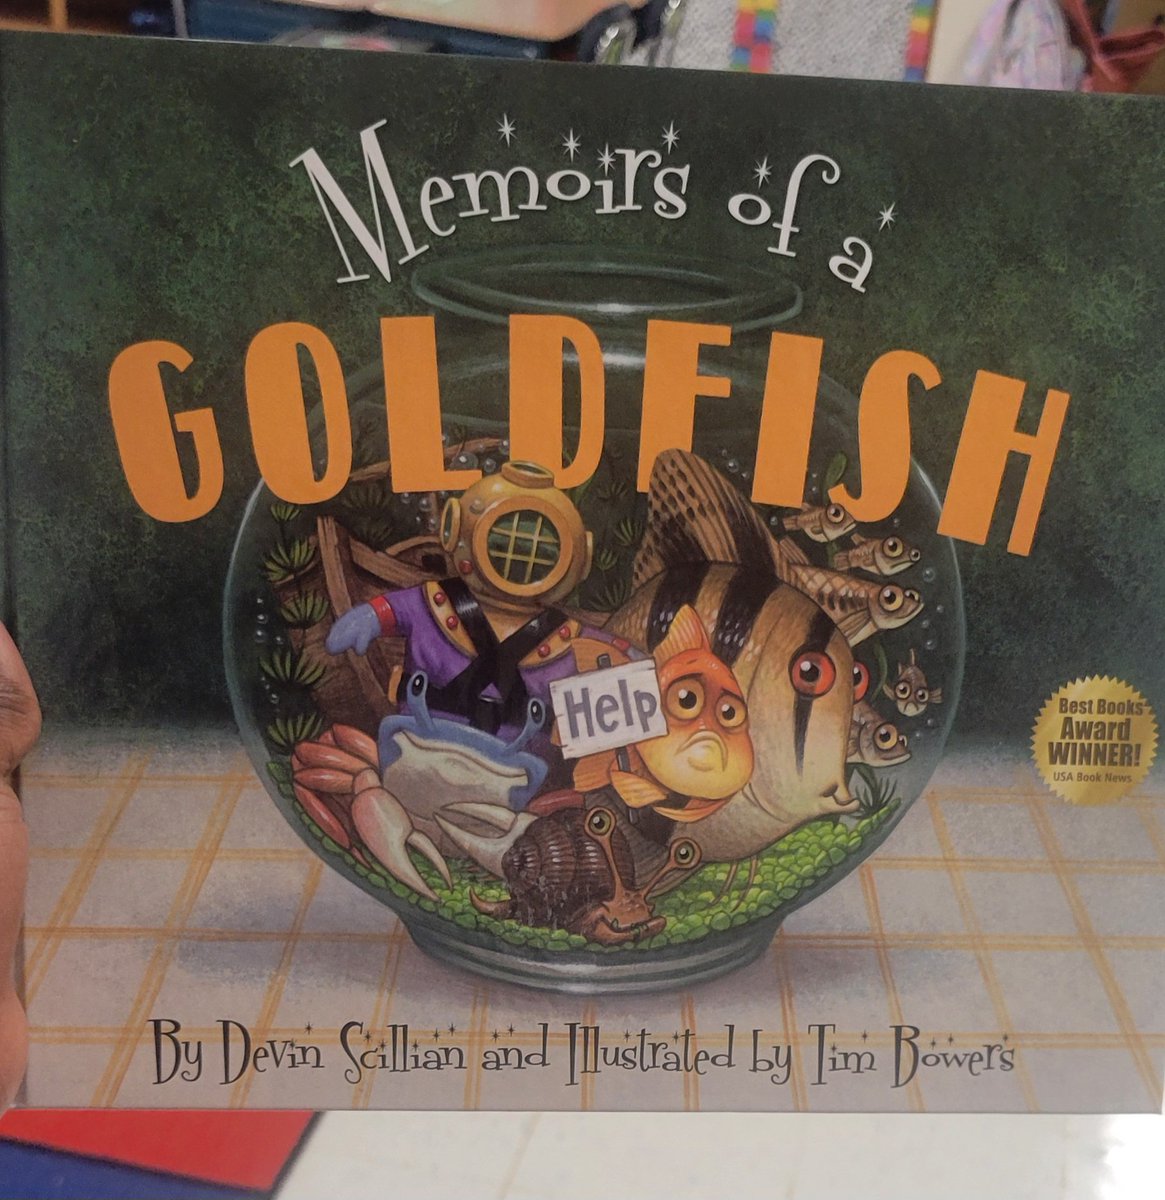 Memoirs of a
GOLDFISH
Help
Best Books
Award
WINNER!
USA Book News
By Devin Scillian and Illustrated by Tim Bowers